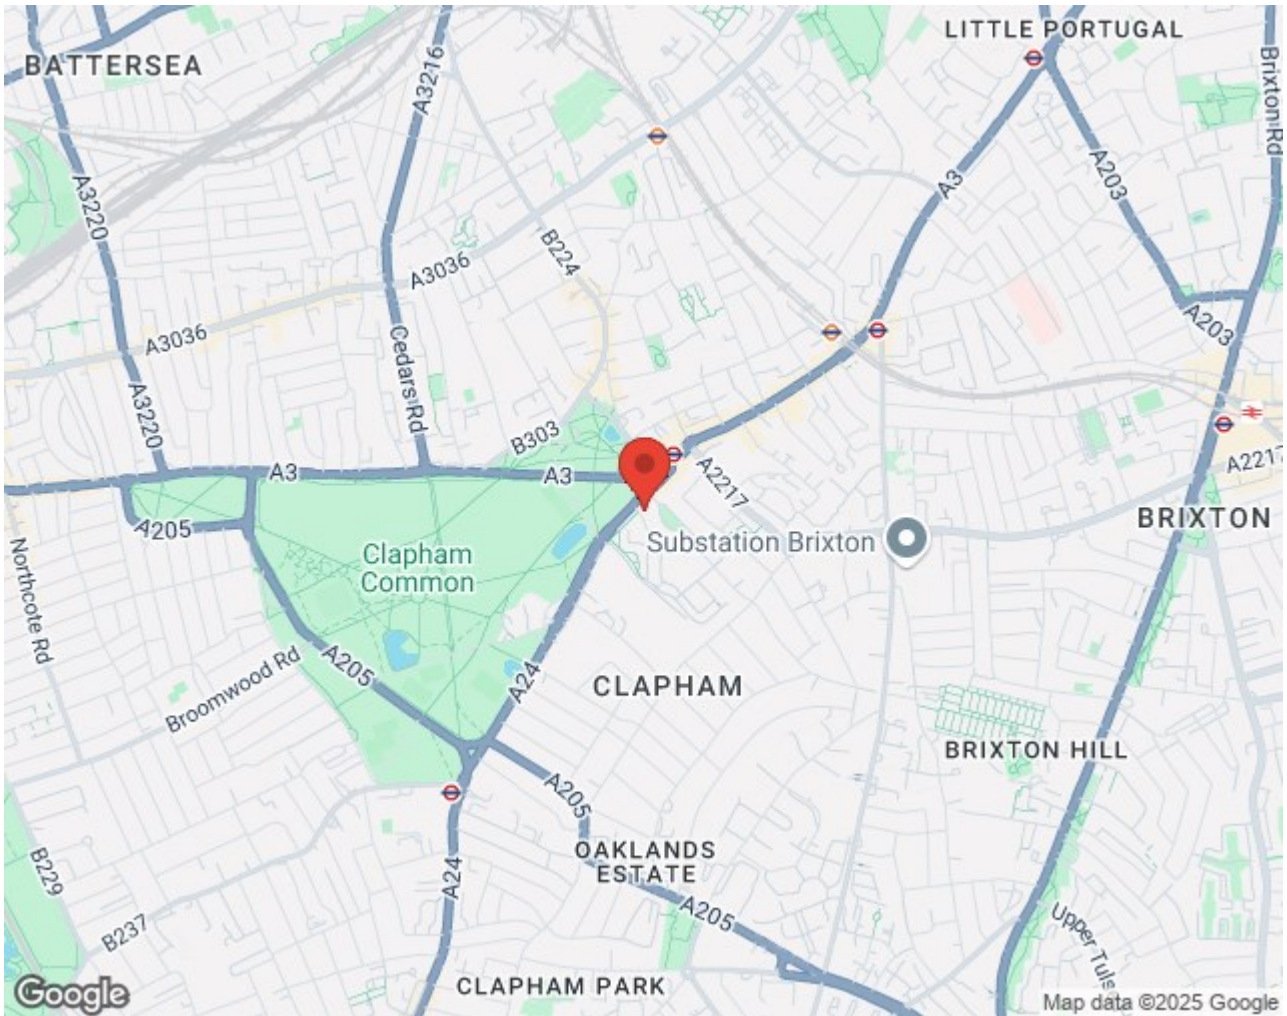 LITTLE PORTUGAL
BATTERSEA
A3216
Brixton Rd
A203
A3
A3220
B224
A3036
A3036
A203
Cedars Rd
A3220
B303
A3
A3
A2217
A2217
A205
Substation Brixton
BRIXTON
Clapham
Common
Northcote Rd
A205
Broomwood Rd
A24
CLAPHAM
BRIXTON HILL
A205
OAKLANDS
ESTATE
B229
A24
A205
B237
Upper Tuls
CLAPHAM PARK
Google
Map data ©2025 Google